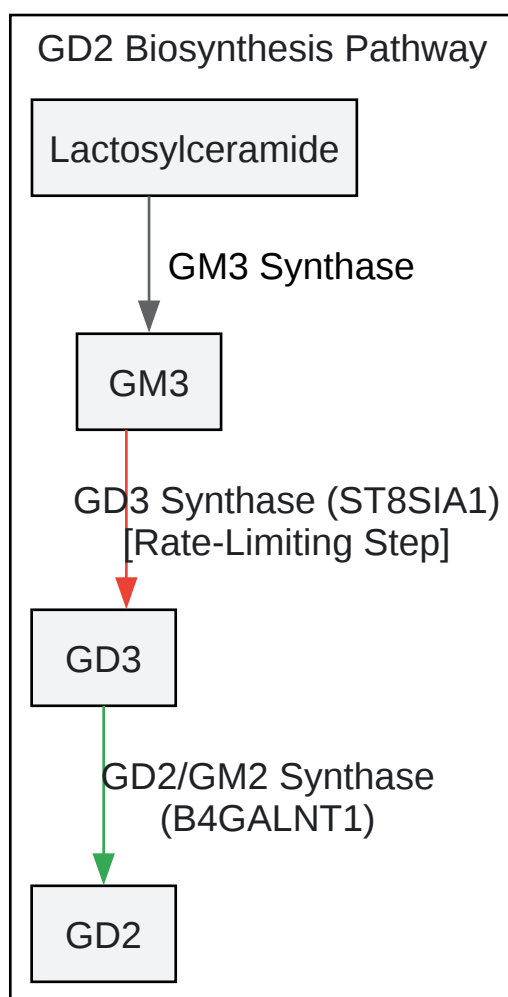 GD2 Biosynthesis Pathway
Lactosylceramide
GM3 Synthase
GM3
GD3 Synthase (ST8SIA1)
[Rate-Limiting Step]
GD3
GD2/GM2 Synthase
(B4GALNT1)
GD2